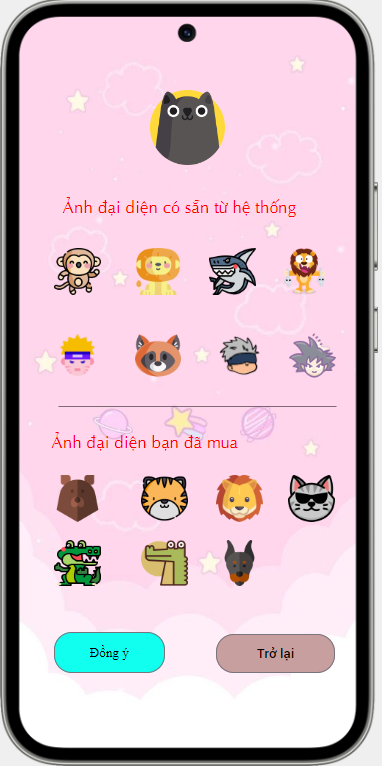 Ảnh đại diện có sẵn từ hệ thống
Ảnh đại diện bạn đã mua
Đồng ý
Trở lại